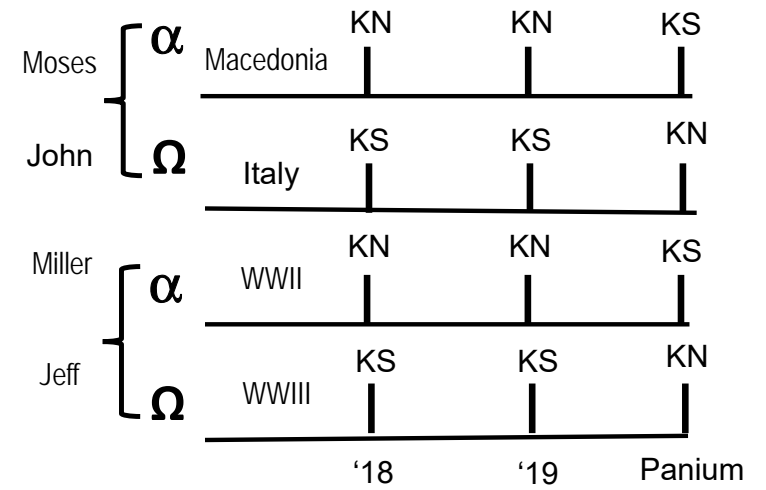 KN KN KS
Moses α Macedonia
KS KS KN
John Ω Italy
KN KN KS
Miller α WWII
KS KS KN
Jeff Ω WWIII
‘18 ‘19 Panium